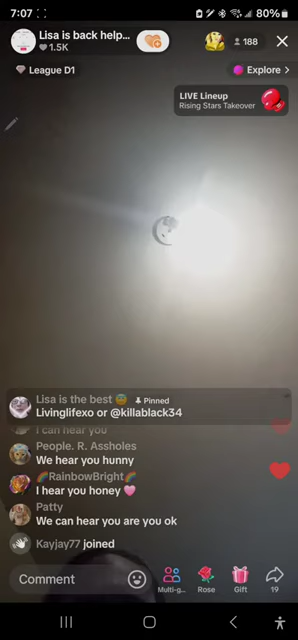 7:07
80%
Lisa is back help...
1.5K
188
League D1
Explore
LIVE Lineup
Rising Stars Takeover
Lisa is the best
Pinned
Livinglifexo or @killablack34
I can hear you
People. R. Assholes
We hear you hunny
RainbowBright
I hear you honey
Patty
We can hear you are you ok
Kayjay77 joined
Comment
Multi-g...
Rose
Gift
19